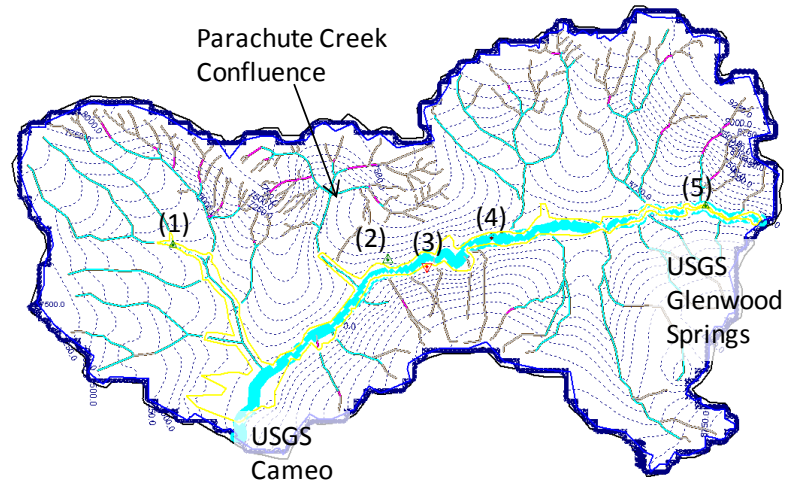 Parachute Creek
Confluence
(1)
(2)
(3)
(4)
(5)
USGS
Glenwood
Springs
USGS
Cameo